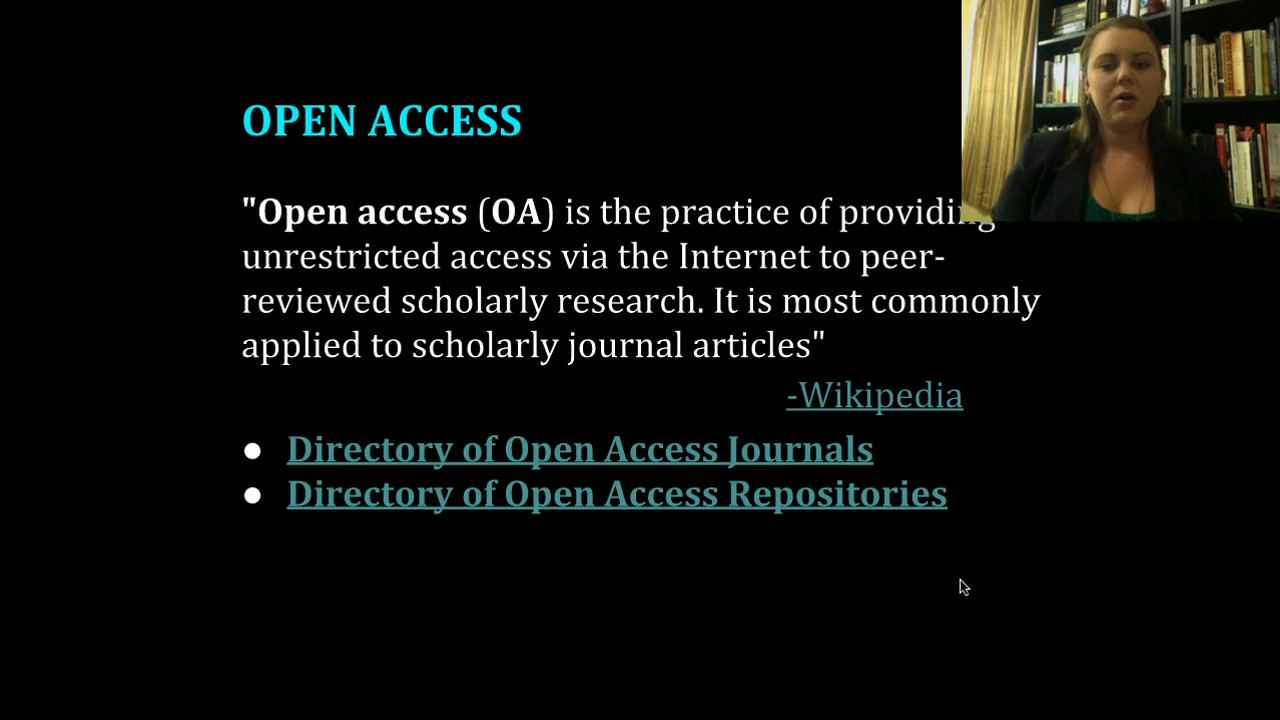 OPEN ACCESS
"Open access (OA) is the practice of providing
unrestricted access via the Internet to peer-
reviewed scholarly research. It is most commonly
applied to scholarly journal articles"
-Wikipedia
● Directory of Open Access Journals
● Directory of Open Access Repositories